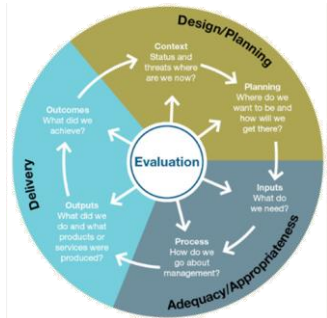 Design/Planning
Context
Status and
threats where
are we now?
Planning
Where do we
want to be and
how will we
get there?
Inputs
What do
we need?
Adequacy/Appropriateness
Process
How do we
go about
management?
Outputs
What did we
do and what
products or
services were
produced?
Delivery
Outcomes
What did we
achieve?
Evaluation